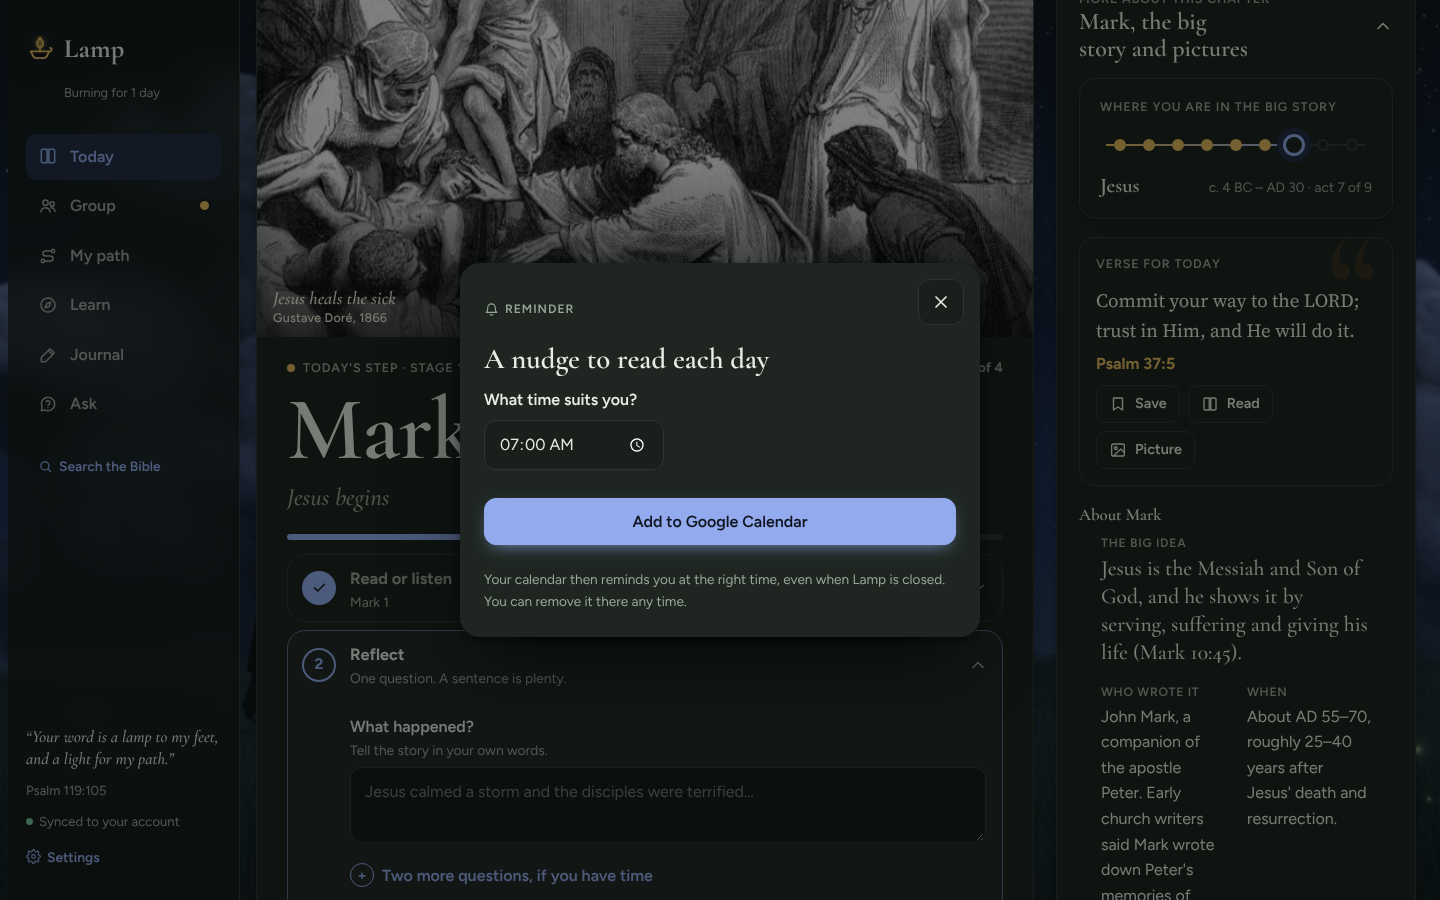 Lamp
Burning for 1 day
Today
Group
My path
Learn
Journal
Ask
Search the Bible
“Your word is a lamp to my feet,
and a light for my path.”
Psalm 119:105
Synced to your account
Settings
Jesus heals the sick
Gustave Doré, 1866
TODAY'S STEP · STAGE
of 4
Mark
Jesus begins
Read or listen
Mark 1
2
Reflect
One question. A sentence is plenty.
What happened?
Tell the story in your own words.
Jesus calmed a storm and the disciples were terrified...
Two more questions, if you have time
REMINDER
A nudge to read each day
What time suits you?
07:00 AM
Add to Google Calendar
Your calendar then reminds you at the right time, even when Lamp is closed.
You can remove it there any time.
MORE ABOUT THIS CHAPTER
Mark, the big
story and pictures
WHERE YOU ARE IN THE BIG STORY
Jesus
c. 4 BC – AD 30 · act 7 of 9
VERSE FOR TODAY
Commit your way to the LORD;
trust in Him, and He will do it.
Psalm 37:5
Save
Read
Picture
About Mark
THE BIG IDEA
Jesus is the Messiah and Son of
God, and he shows it by
serving, suffering and giving his
life (Mark 10:45).
WHO WROTE IT
John Mark, a
companion of
the apostle
Peter. Early
church writers
said Mark wrote
down Peter's
memories of
WHEN
About AD 55–70,
roughly 25–40
years after
Jesus' death and
resurrection.